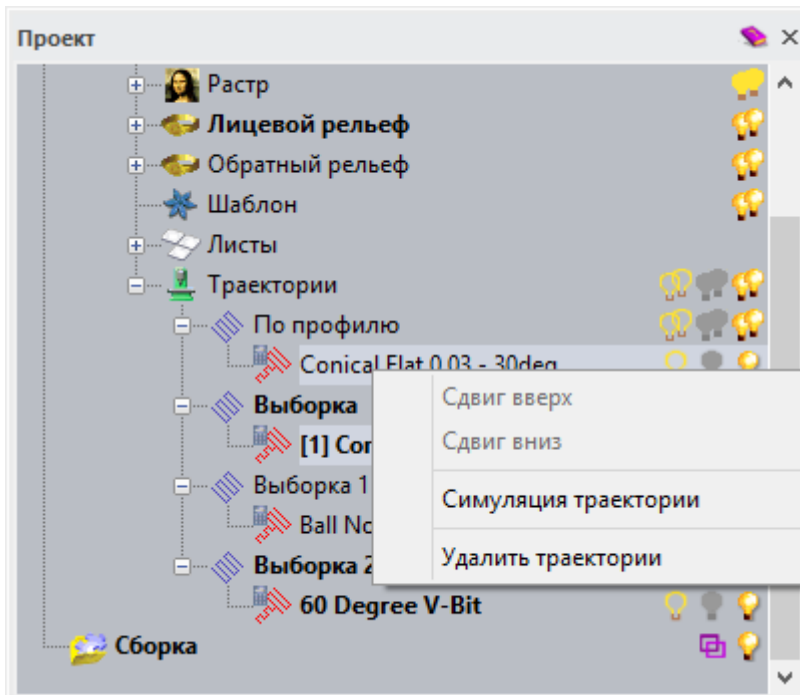 Проект
Растр
Лицевой рельеф
Обратный рельеф
Шаблон
Листы
Траектории
По профилю
Conical Flat 0.03 - 30deg
Выборка
[1] Cor
Выборка 1
Ball No
Выборка 2
60 Degree V-Bit
Сборка
Сдвиг вверх
Сдвиг вниз
Симуляция траектории
Удалить траектории